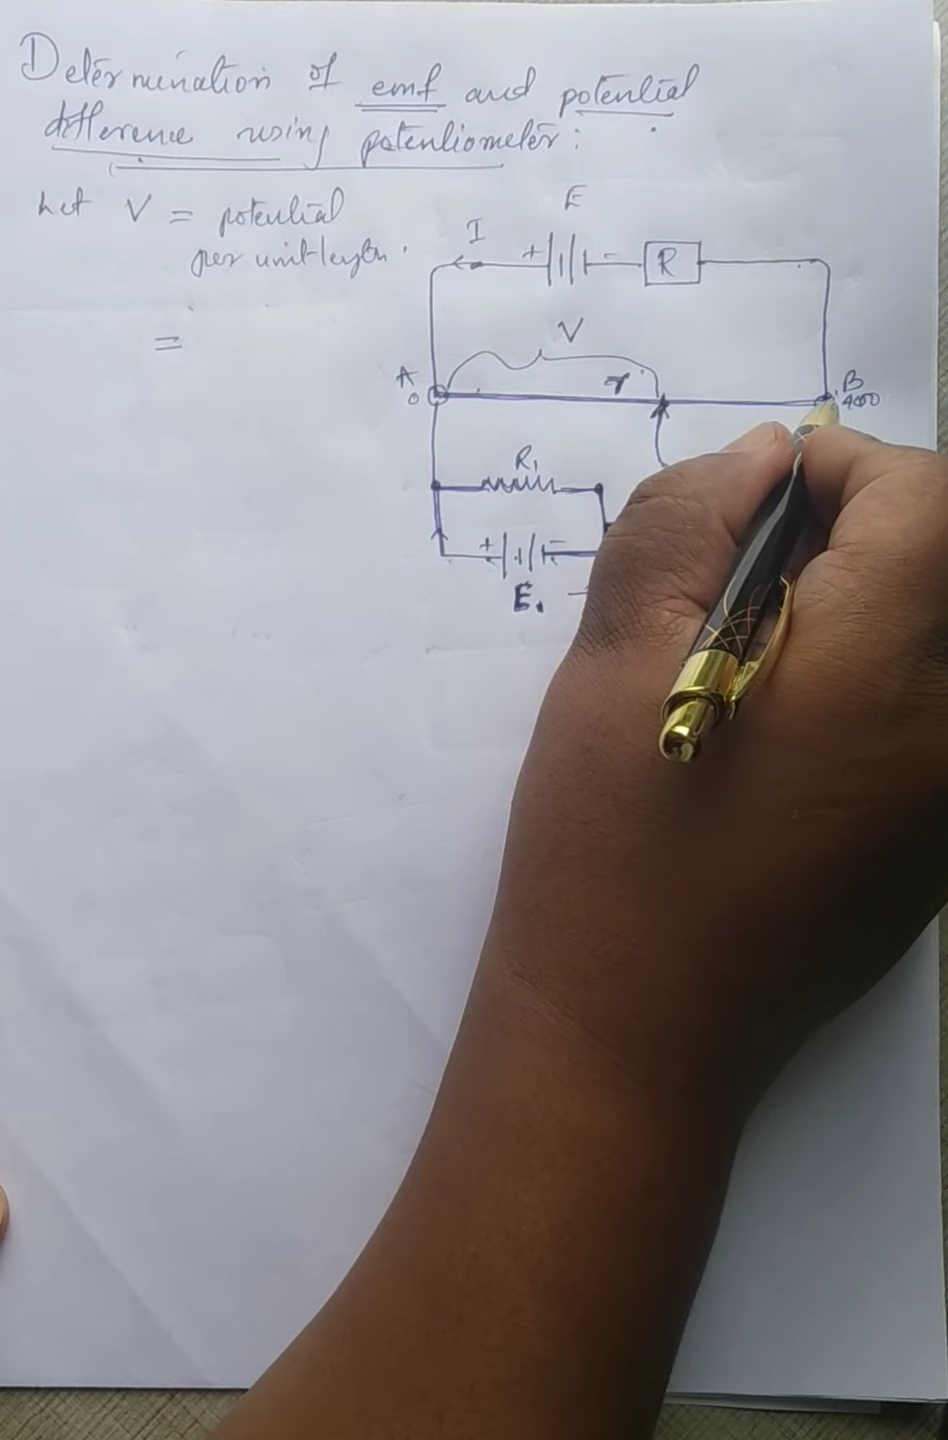 Determination of emf and potential
difference using potentiometer:
Let V = potential
per unit length.
=
E
I
+ -
R
V
A
0
r
B
400
R₁
+ -
E₁